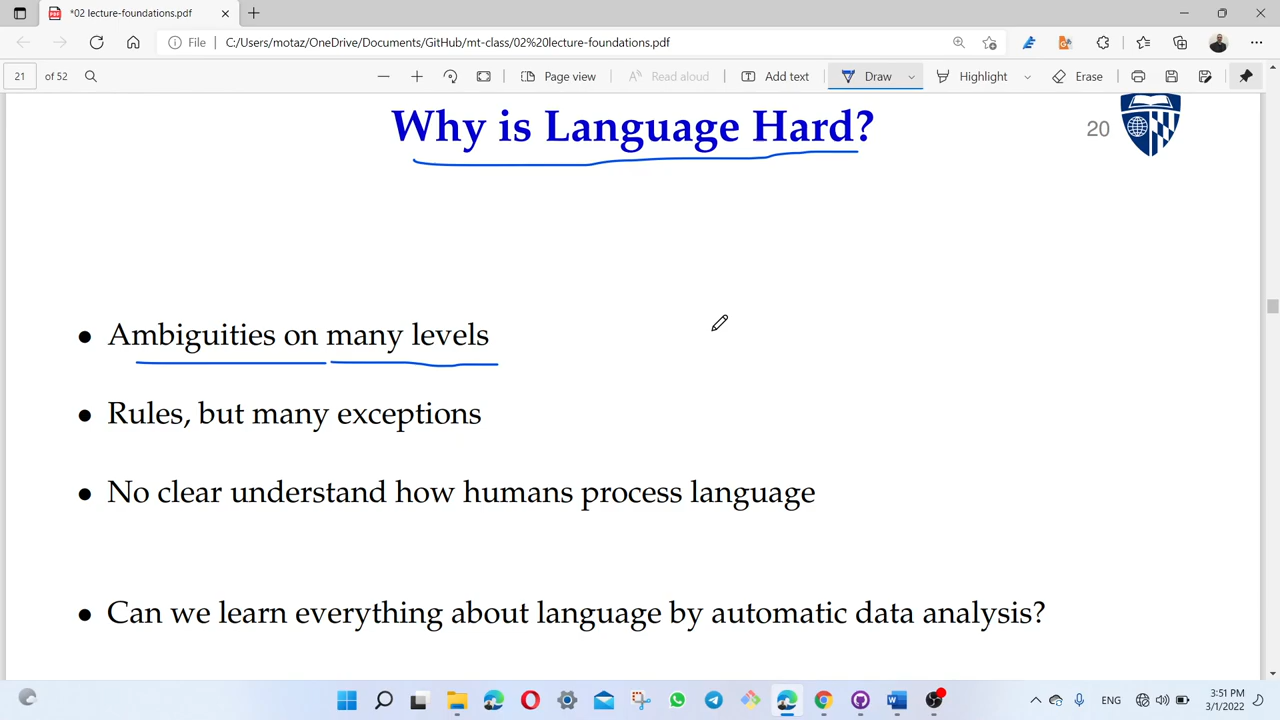 *02 lecture-foundations.pdf
File C:/Users/motaz/OneDrive/Documents/GitHub/mt-class/02%20lecture-foundations.pdf
21 of 52 Page view Read aloud Add text Draw Highlight Erase
Why is Language Hard?
20
• Ambiguities on many levels
• Rules, but many exceptions
• No clear understand how humans process language
• Can we learn everything about language by automatic data analysis?
ENG
3:51 PM
3/1/2022